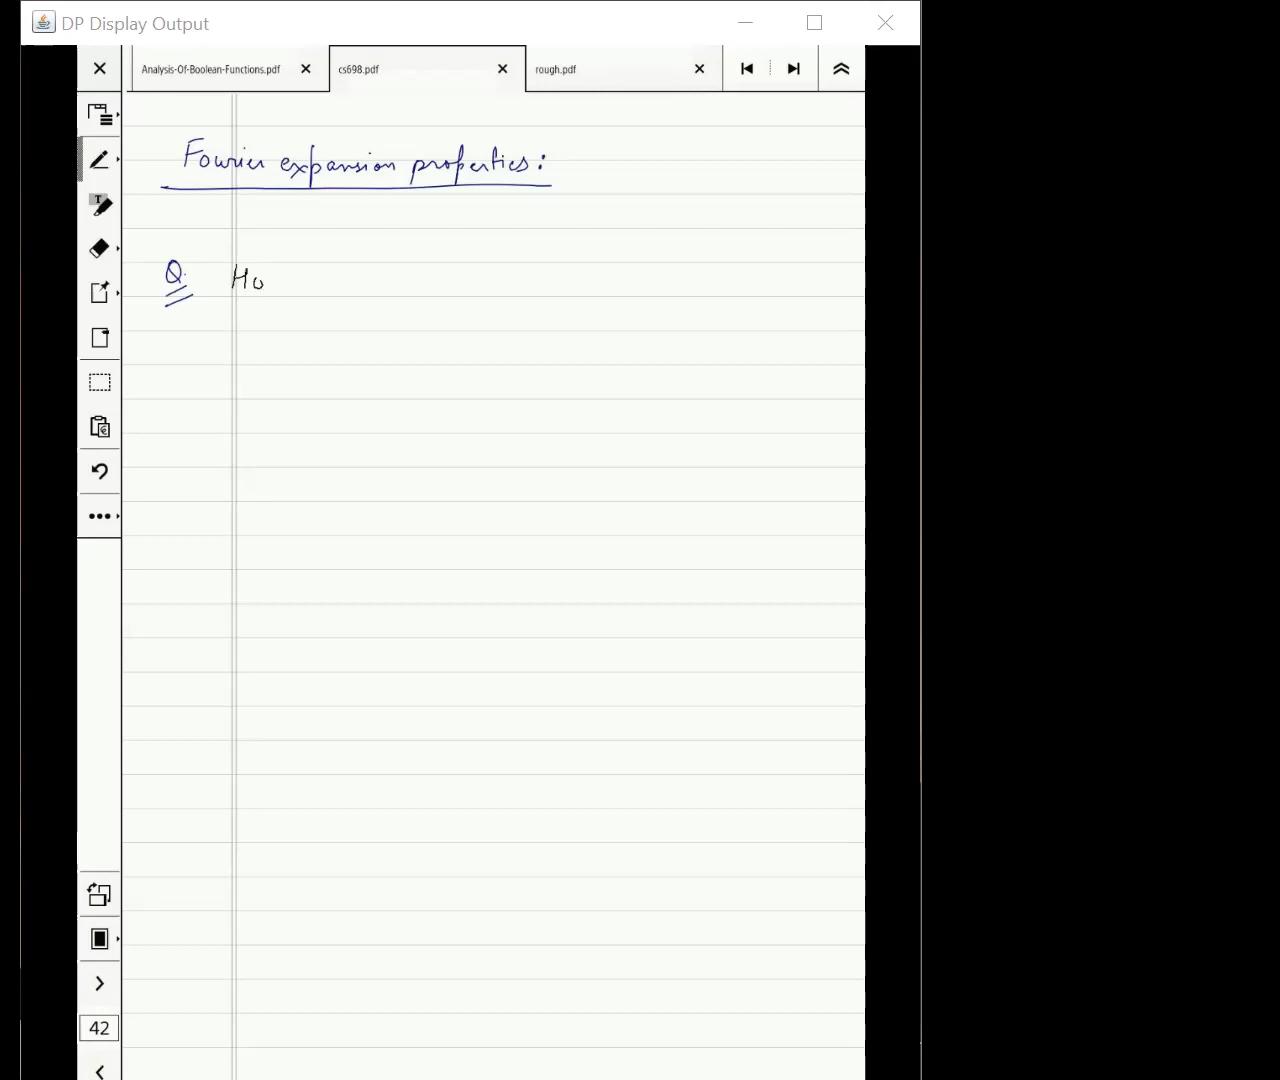 DP Display Output
Analysis-Of-Boolean-Functions.pdf cs698.pdf rough.pdf
Fourier expansion properties:
Q. Ho
42